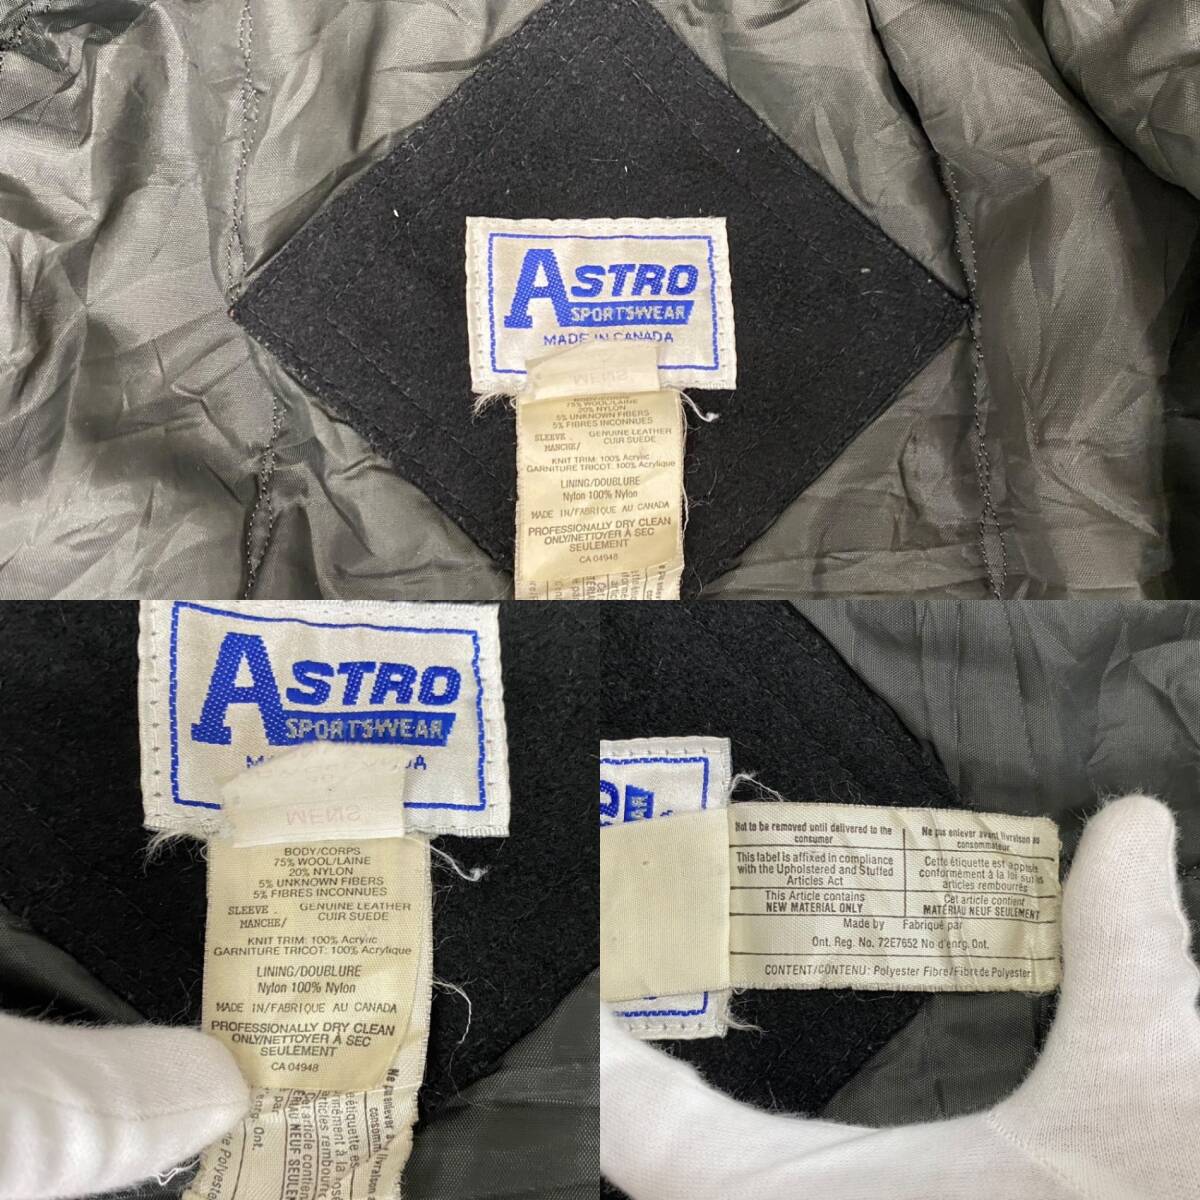 ASTRO
SPORTSWEAR
MADE IN CANADA
MENS
75% WOOL/LAINE
20% NYLON
5% UNKNOWN FIBERS
5% FIBRES INCONNUES
SLEEVE . GENUINE LEATHER
MANCHE/ CUIR SUEDE
KNIT TRIM: 100% Acrylic
GARNITURE TRICOT: 100% Acrylique
LINING/DOUBLURE
Nylon 100% Nylon
MADE IN/FABRIQUE AU CANADA
PROFESSIONALLY DRY CLEAN
ONLY/NETTOYER À SEC
SEULEMENT
CA 04948
ASTRO
SPORTSWEAR
MENS
BODY/CORPS
75% WOOL/LAINE
20% NYLON
5% UNKNOWN FIBERS
5% FIBRES INCONNUES
SLEEVE . GENUINE LEATHER
MANCHE/ CUIR SUEDE
KNIT TRIM: 100% Acrylic
GARNITURE TRICOT: 100% Acrylique
LINING/DOUBLURE
Nylon 100% Nylon
MADE IN/FABRIQUE AU CANADA
PROFESSIONALLY DRY CLEAN
ONLY/NETTOYER À SEC
SEULEMENT
CA 04948
Not to be removed until delivered to the
consumer
This label is affixed in compliance
with the Upholstered and Stuffed
Articles Act
This Article contains
NEW MATERIAL ONLY
Ne pas enlever avant livraison au
consommateur
Cette étiquette est apposée
conformément à la loi sur les
articles rembourrés
Cet article contient
MATÉRIAU NEUF SEULEMENT
Made by Fabriqué par
Ont. Reg. No. 72E7652 No d'enrg. Ont.
CONTENT/CONTENU: Polyester Fibre/Fibre de Polyester